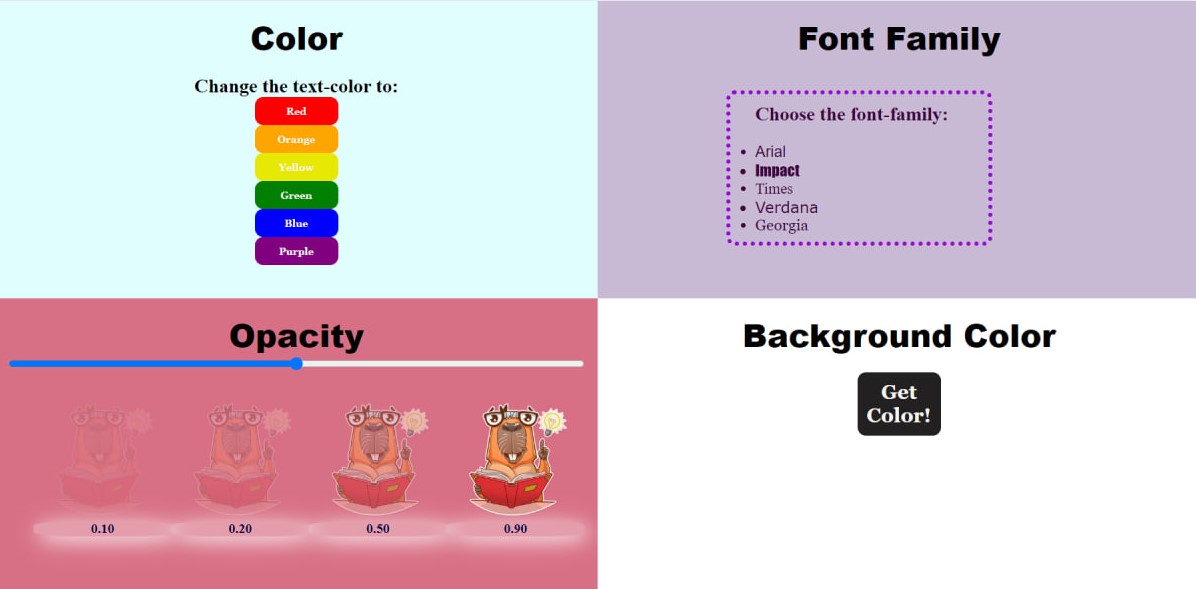 Color
Change the text-color to:
Red
Orange
Yellow
Green
Blue
Purple
Font Family
Choose the font-family:
Arial
Impact
Times
Verdana
Georgia
Opacity
0.10
0.20
0.50
0.90
Background Color
Get
Color!